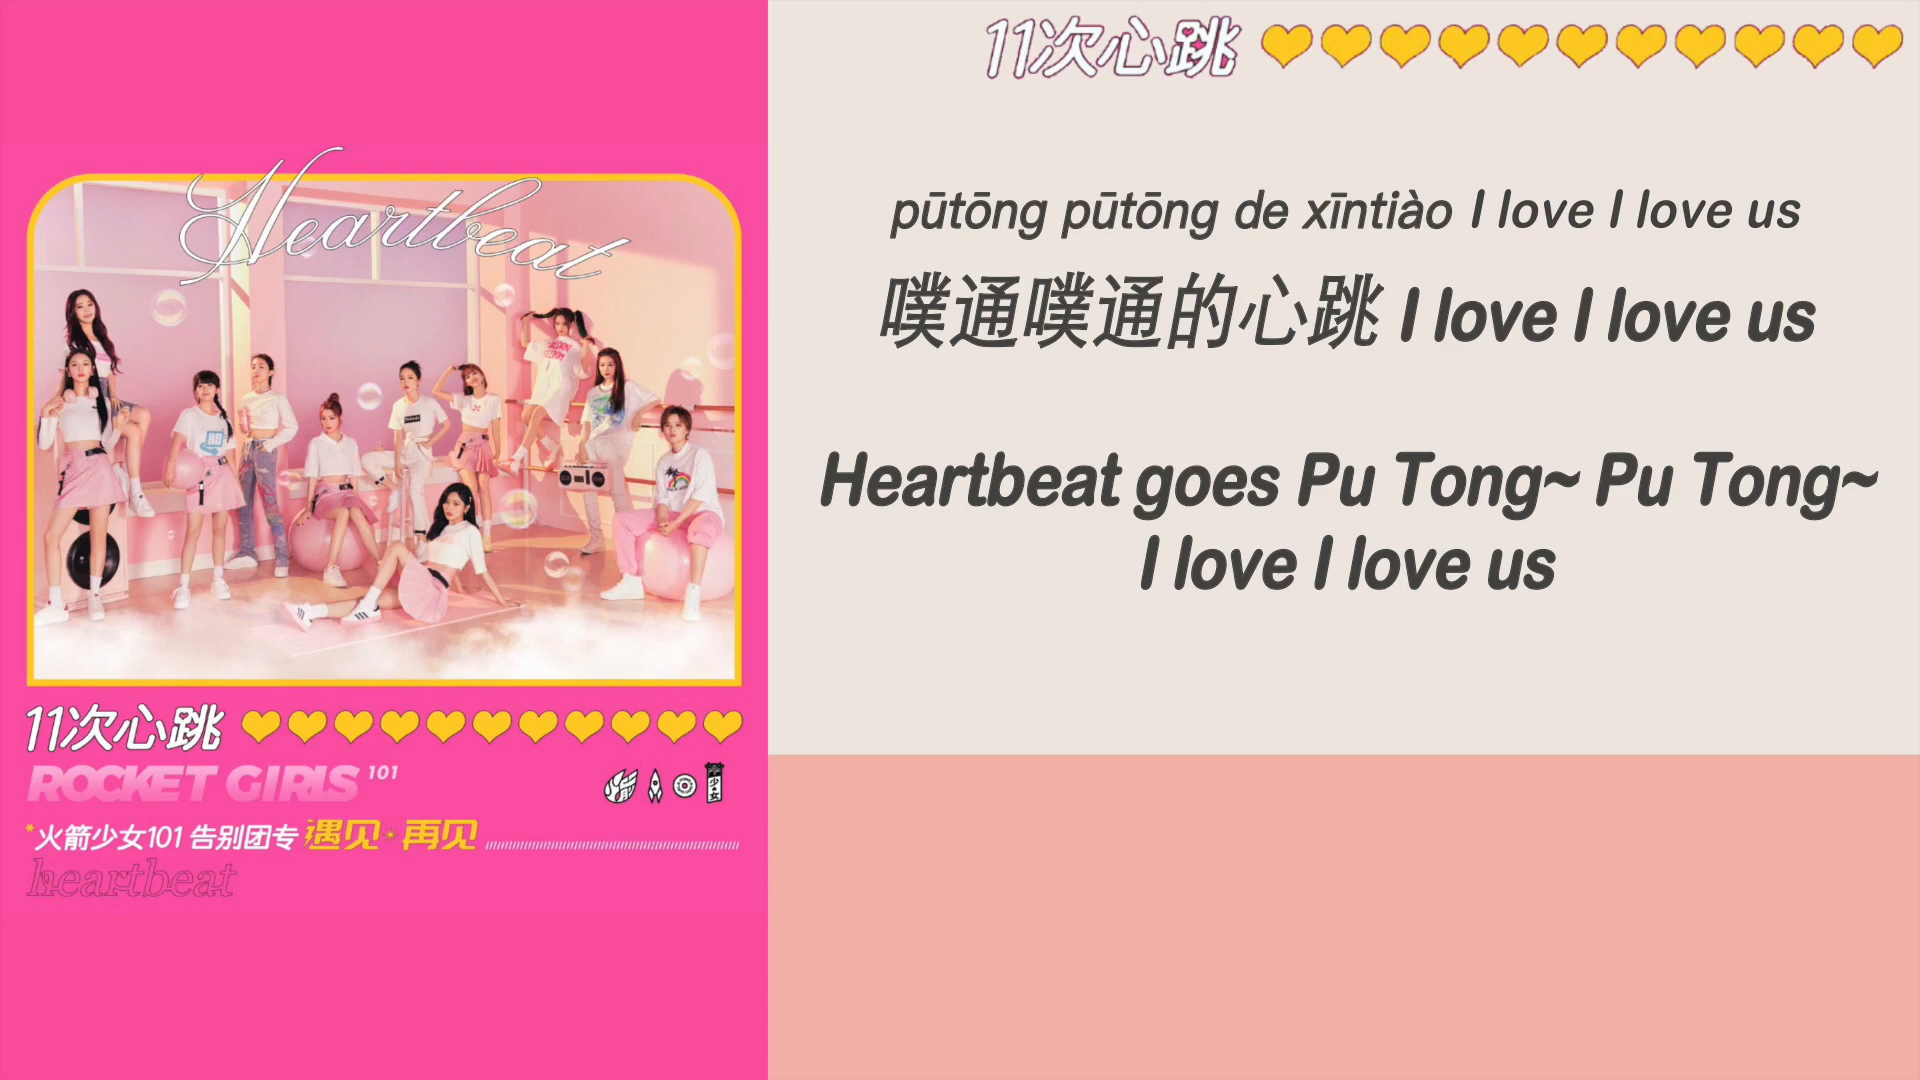 Heartbeat
11次心跳
ROCKET GIRLS 101
*火箭少女101 告别团专 遇见·再见
heartbeat
11次心跳
pūtōng pūtōng de xīntiào I love I love us
噗通噗通的心跳 I love I love us
Heartbeat goes Pu Tong~ Pu Tong~
I love I love us